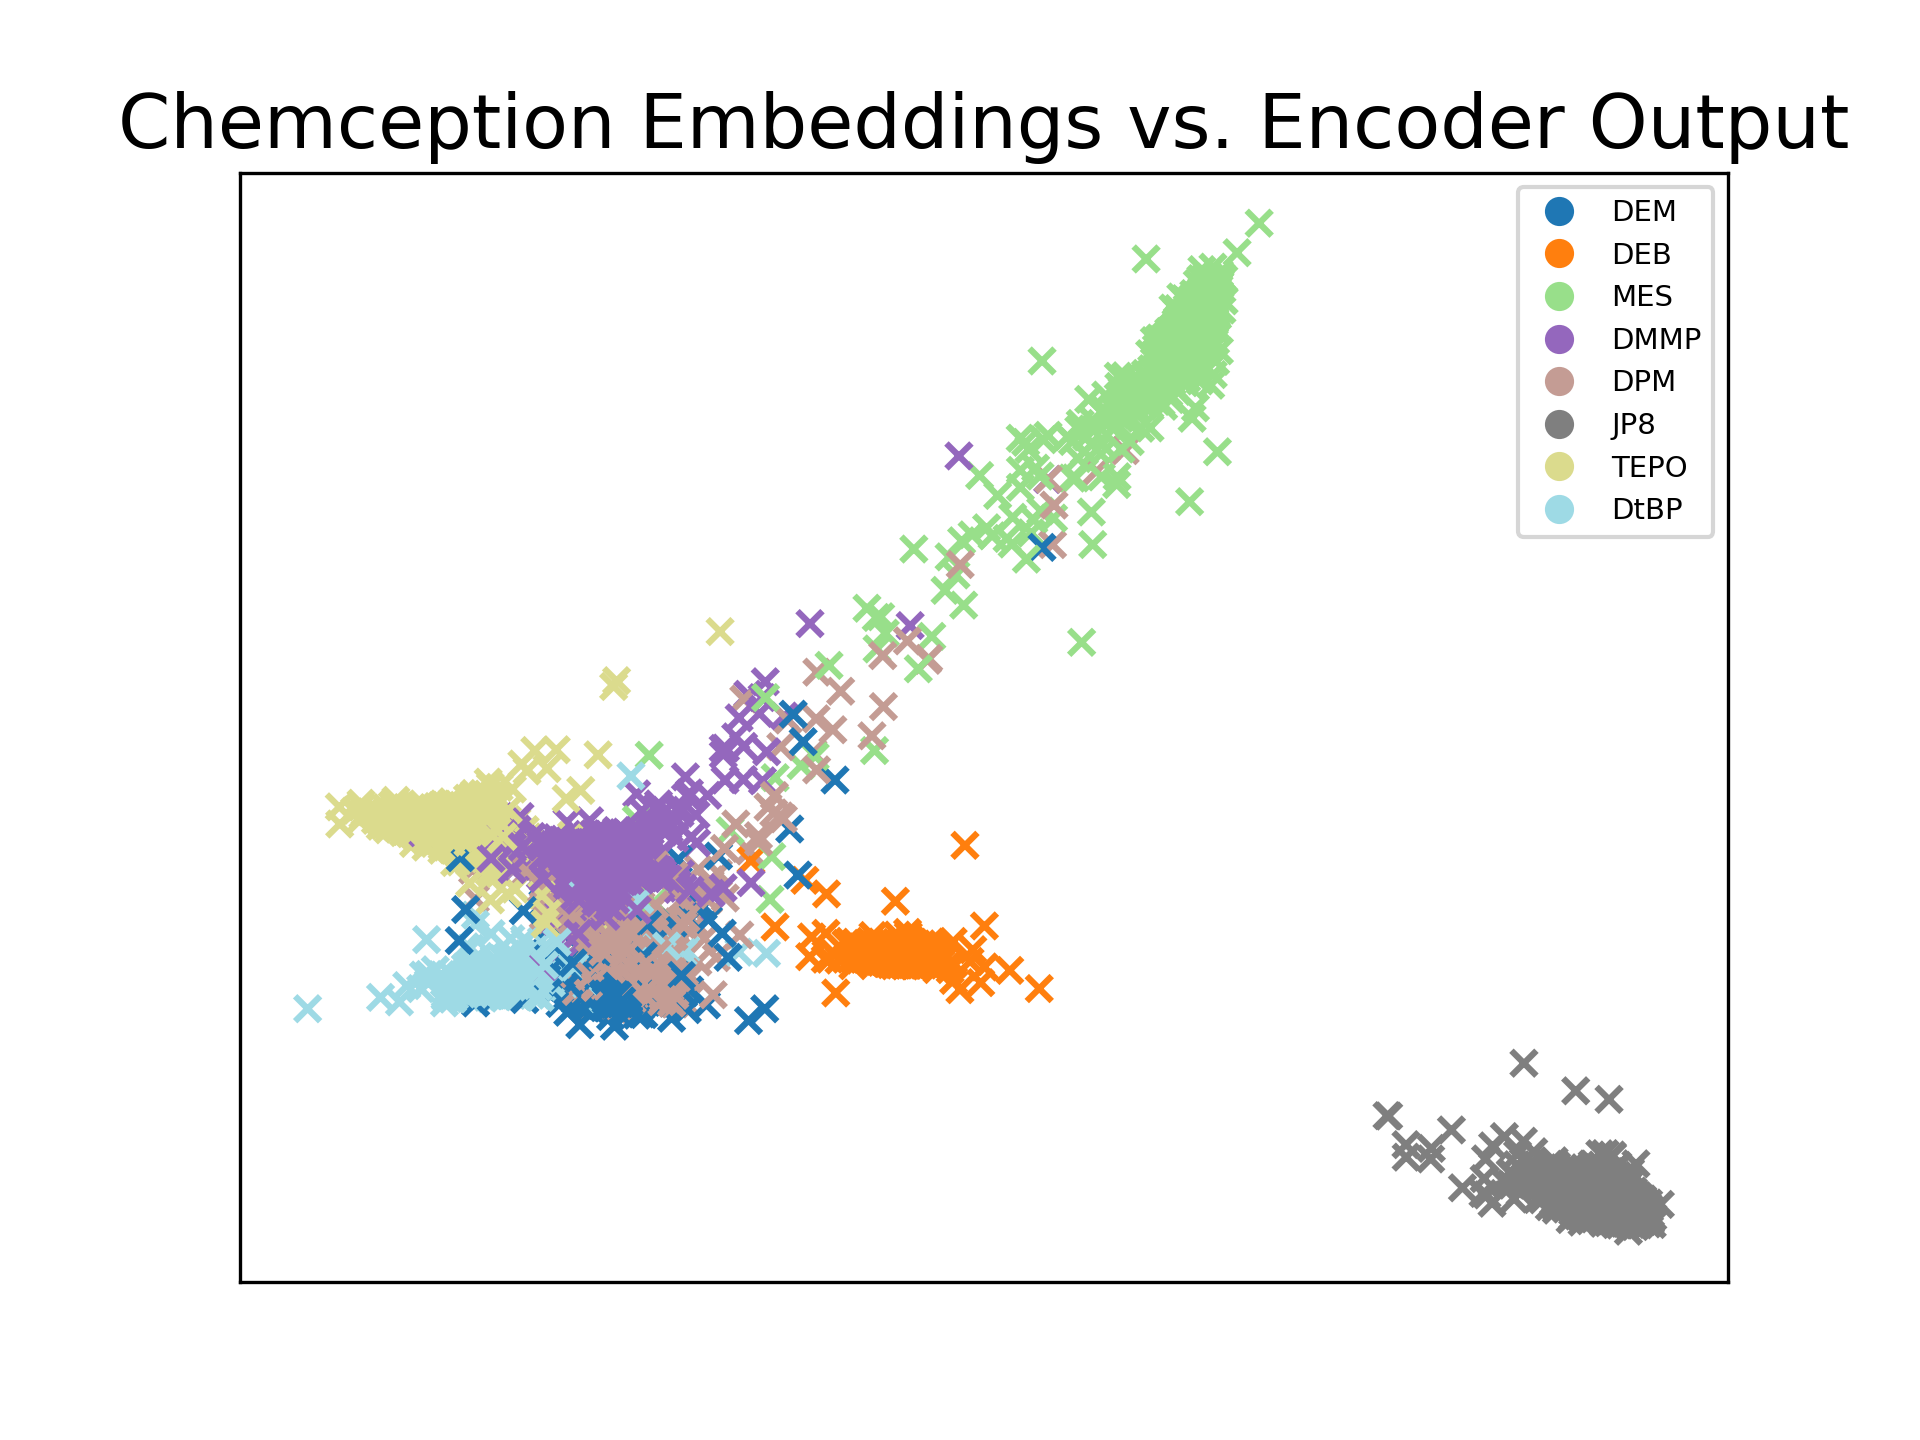 Chemception Embeddings vs. Encoder Output
DEM
DEB
MES
DMMP
DPM
JP8
TEPO
DtBP